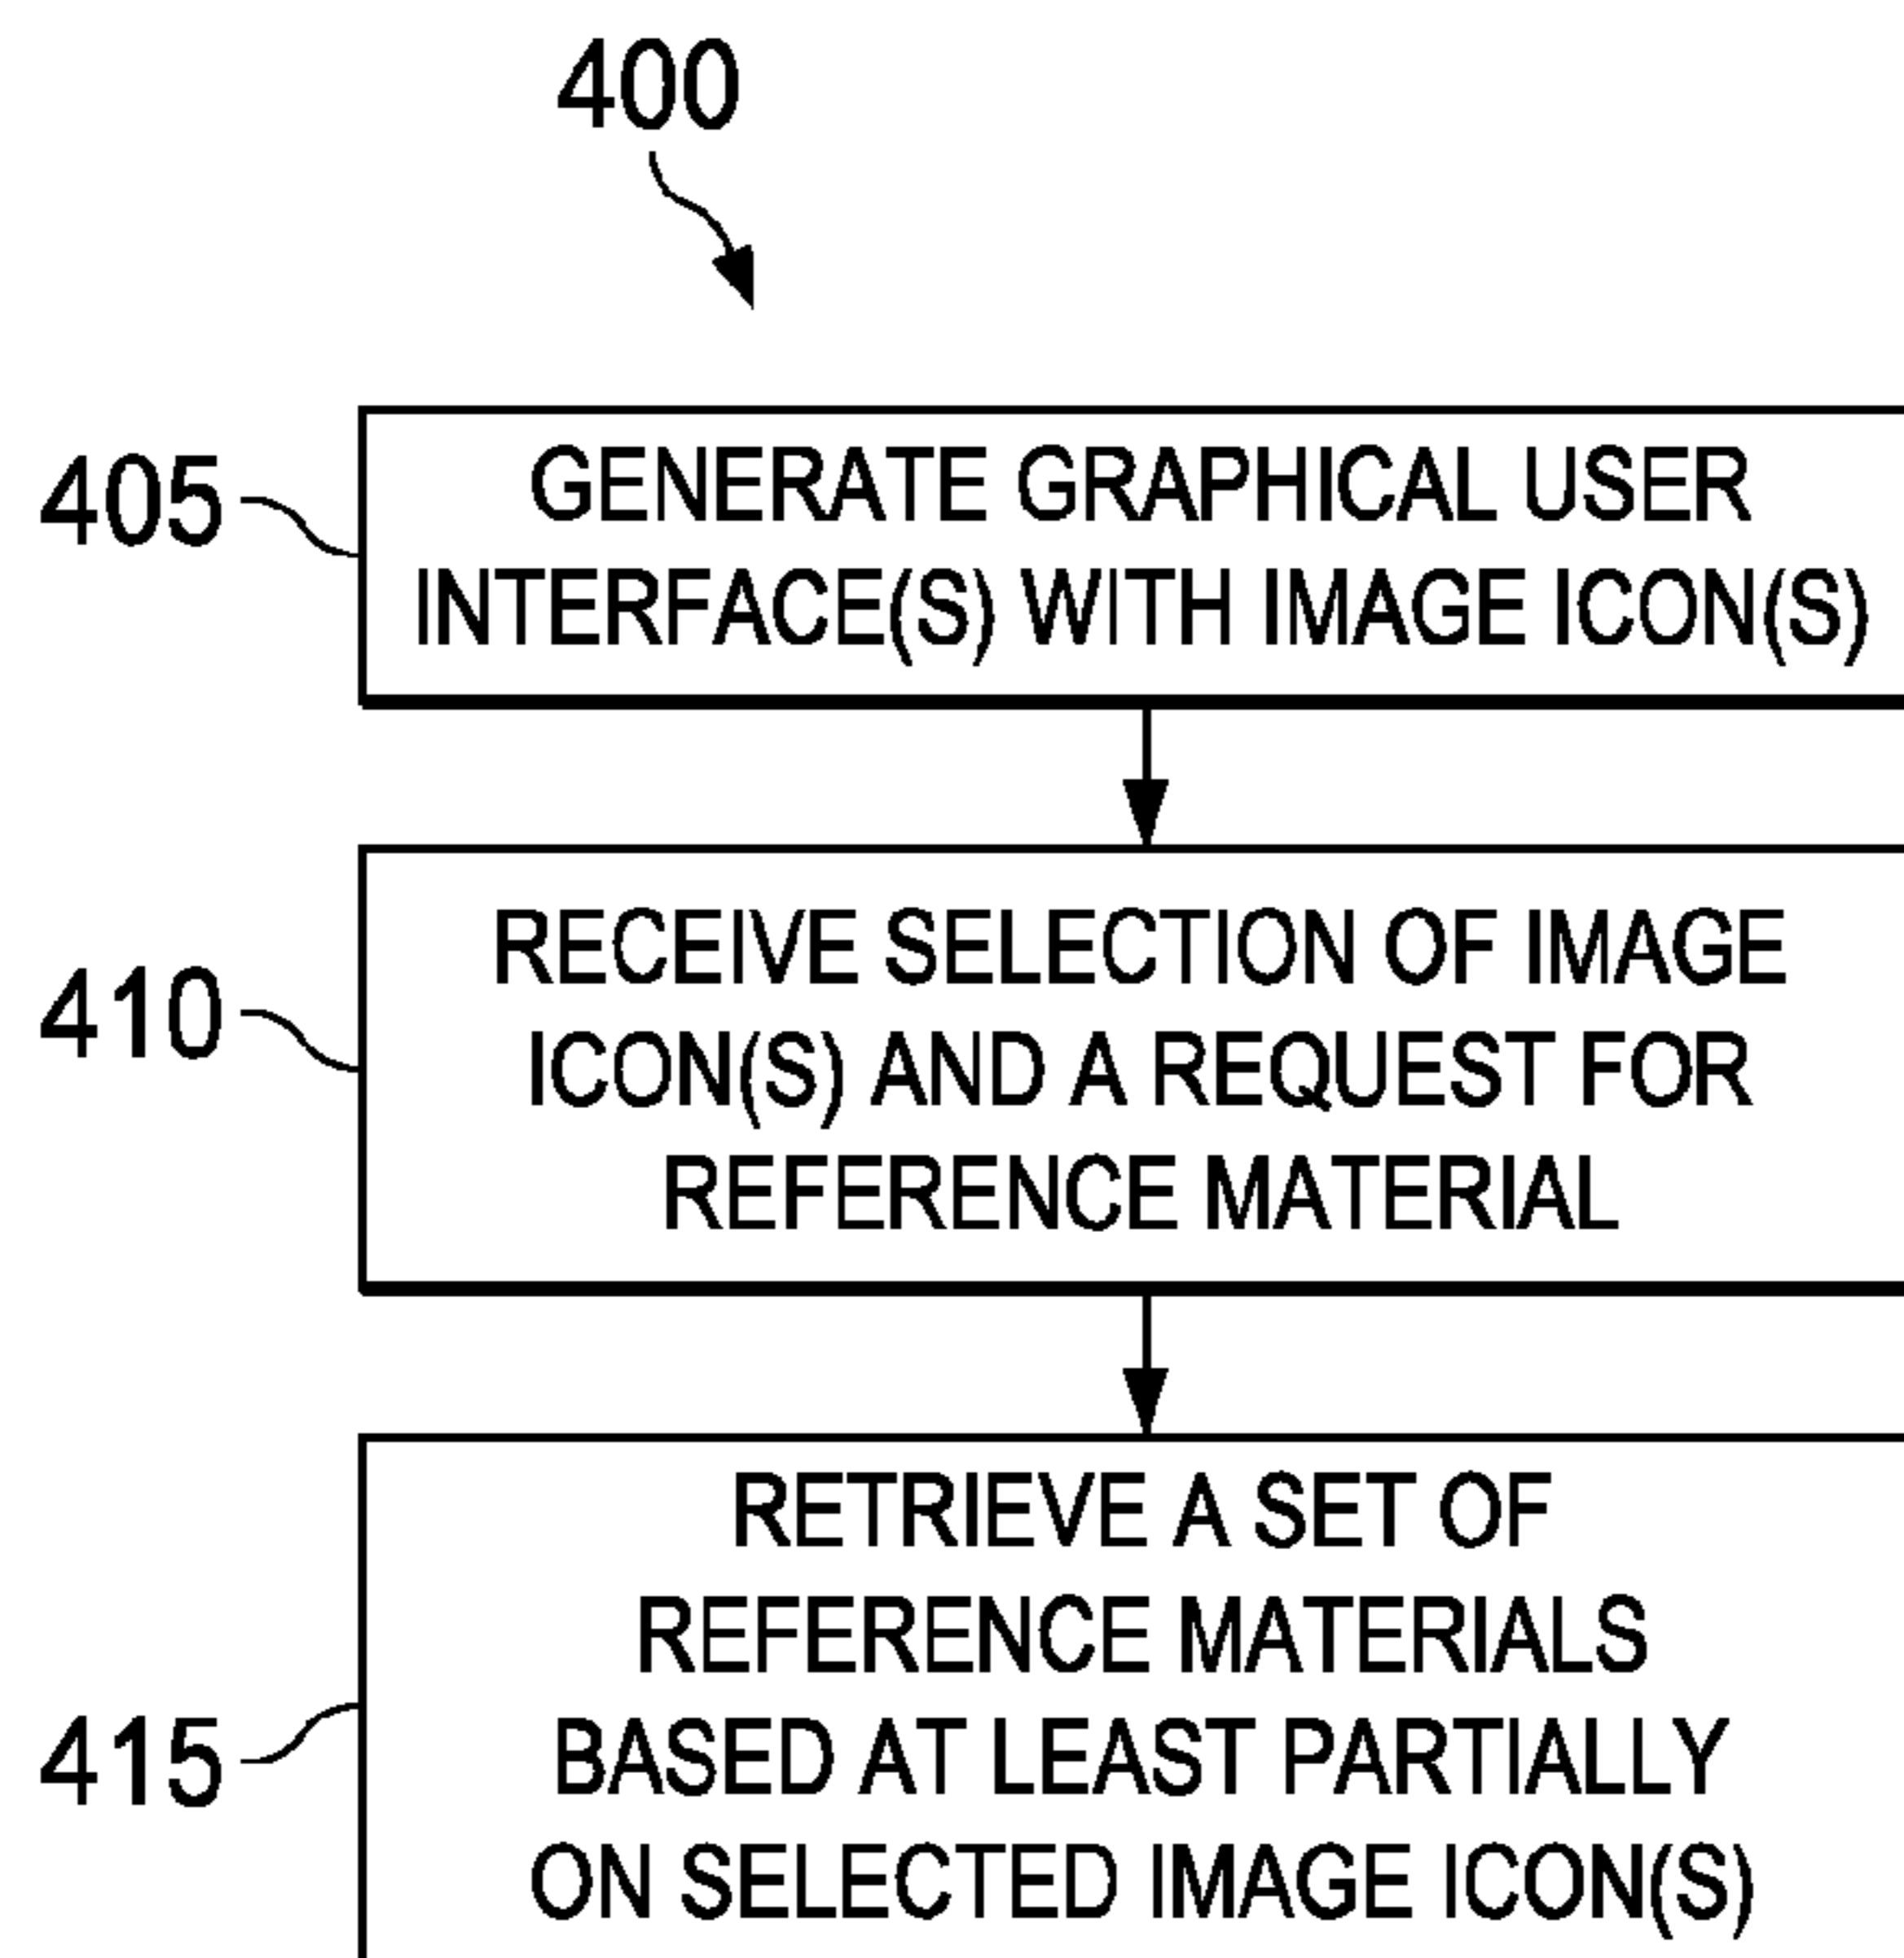 400
405
GENERATE GRAPHICAL USER
INTERFACE(S) WITH IMAGE ICON(S)
410
RECEIVE SELECTION OF IMAGE
ICON(S) AND A REQUEST FOR
REFERENCE MATERIAL
415
RETRIEVE A SET OF
REFERENCE MATERIALS
BASED AT LEAST PARTIALLY
ON SELECTED IMAGE ICON(S)